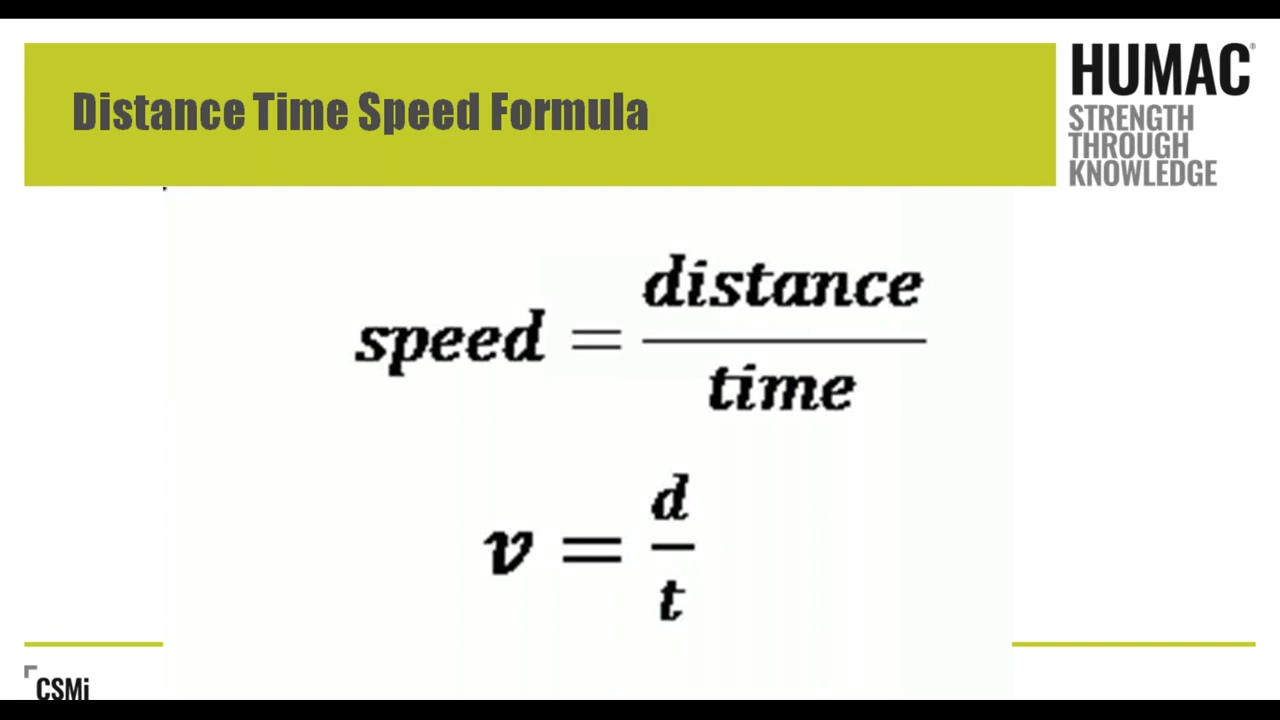 Distance Time Speed Formula
HUMAC®
STRENGTH
THROUGH
KNOWLEDGE
speed = distance / time
v = d / t
CSMi